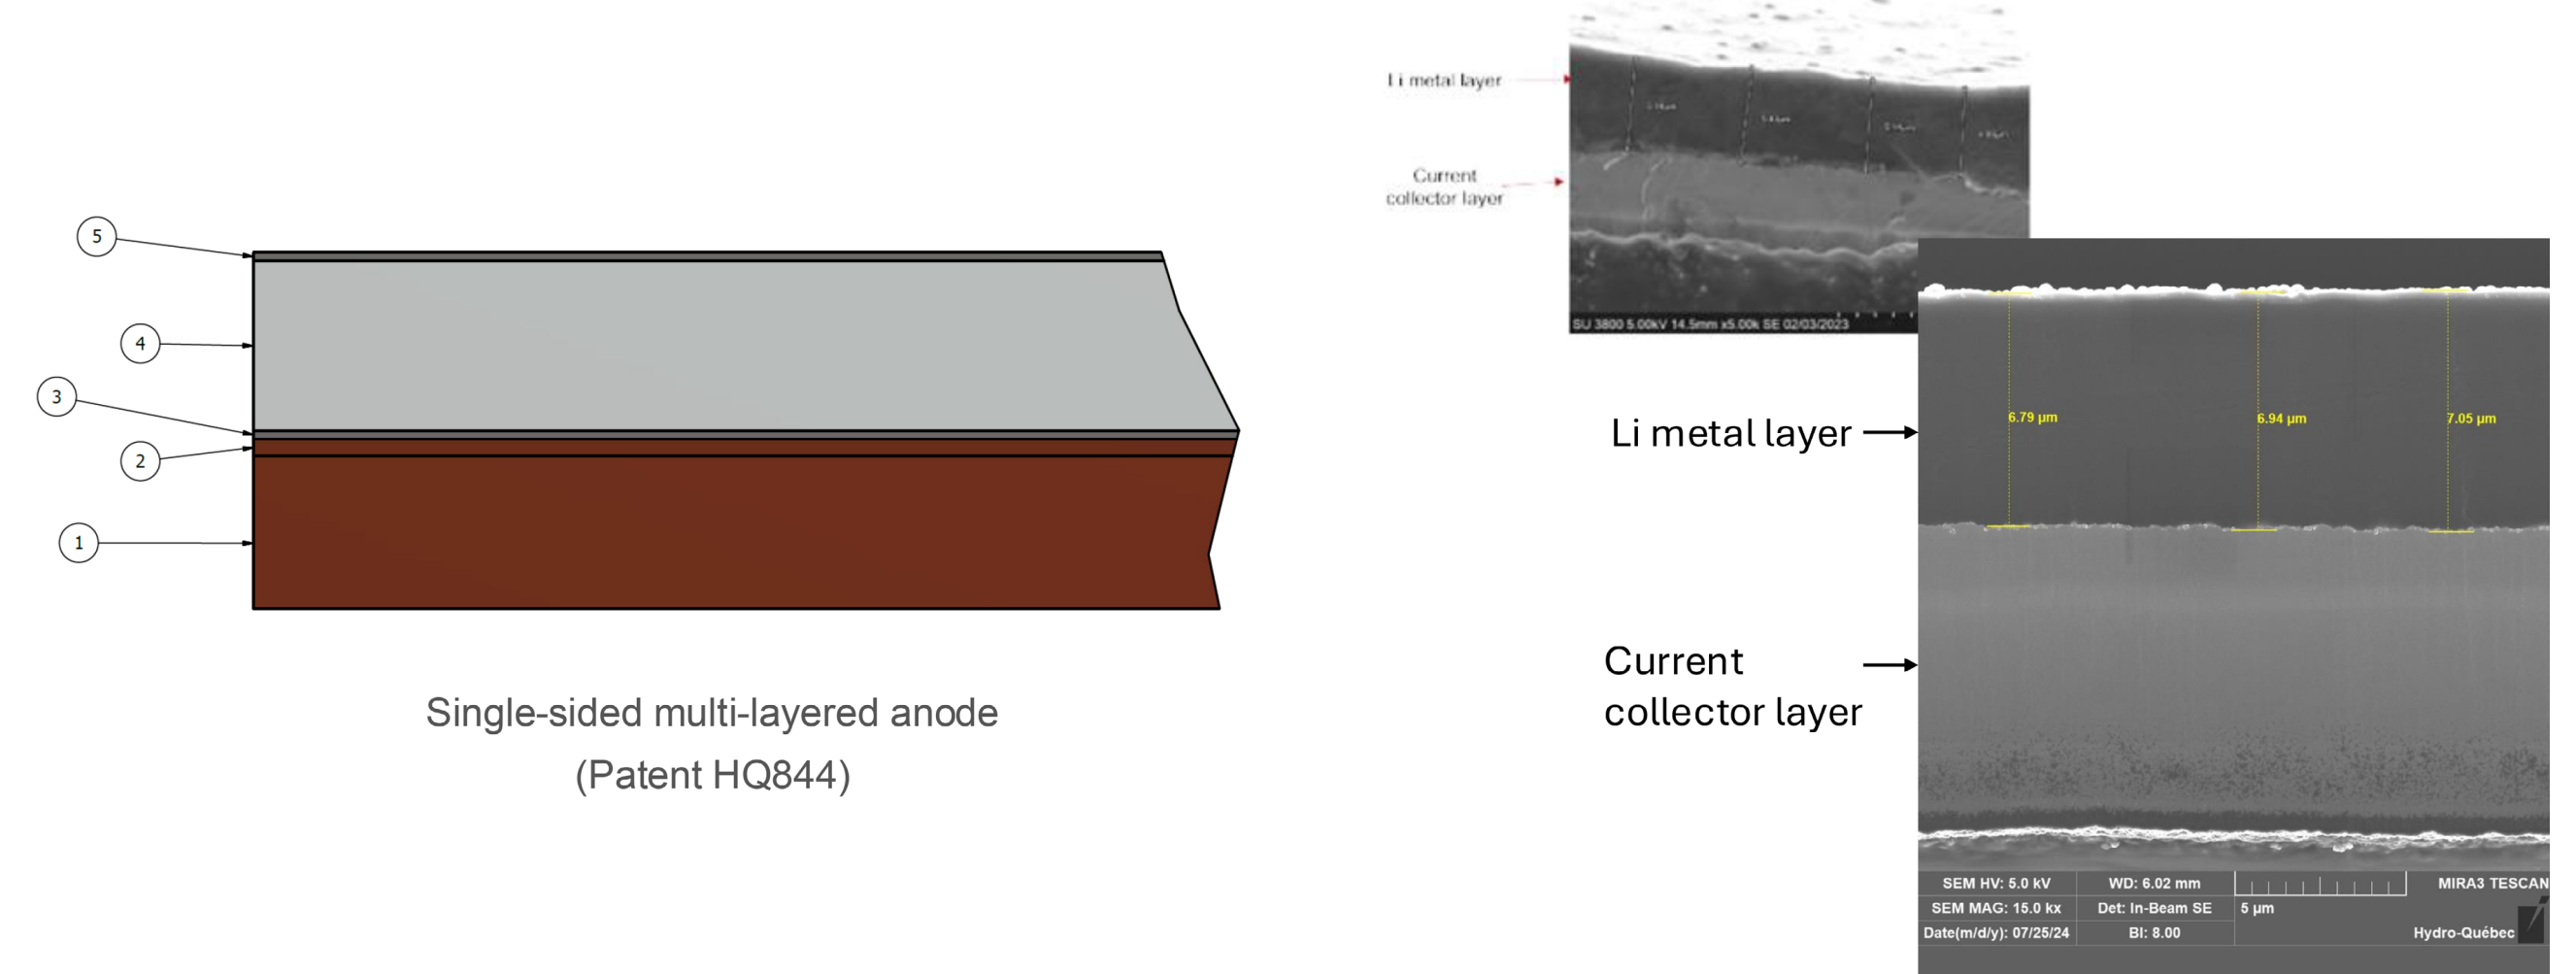 5
4
3
2
1
Single-sided multi-layered anode
(Patent HQ844)
Li metal layer
Current
collector layer
SU 3800 5.00kV 14.5mm x5.00k SE 02/03/2023
Li metal layer
Current
collector layer
6.79 µm
6.94 µm
7.05 µm
SEM HV: 5.0 kV
WD: 6.02 mm
MIRA3 TESCAN
SEM MAG: 15.0 kx
Det: In-Beam SE
5 µm
Date(m/d/y): 07/25/24
BI: 8.00
Hydro-Québec